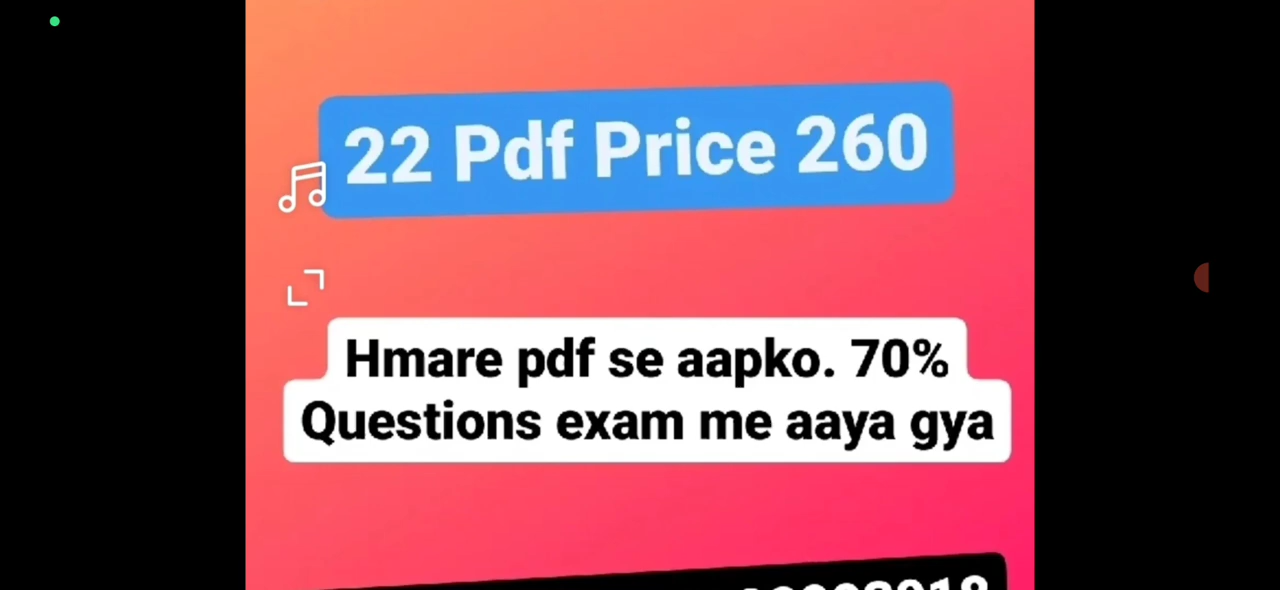 22 Pdf Price 260
Hmare pdf se aapko. 70%
Questions exam me aaya gya